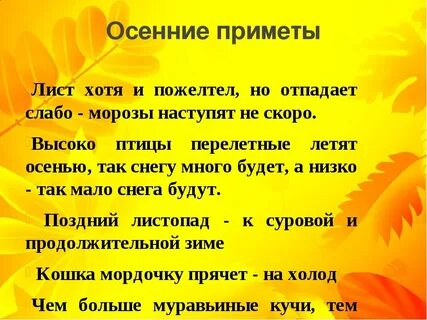 Осенние приметы
Лист хотя и пожелтел, но отпадает
слабо - морозы наступят не скоро.
Высоко птицы перелетные летят
осенью, так снегу много будет, а низко
- так мало снега будут.
Поздний листопад - к суровой и
продолжительной зиме
Кошка мордочку прячет - на холод
Чем больше муравьиные кучи, тем